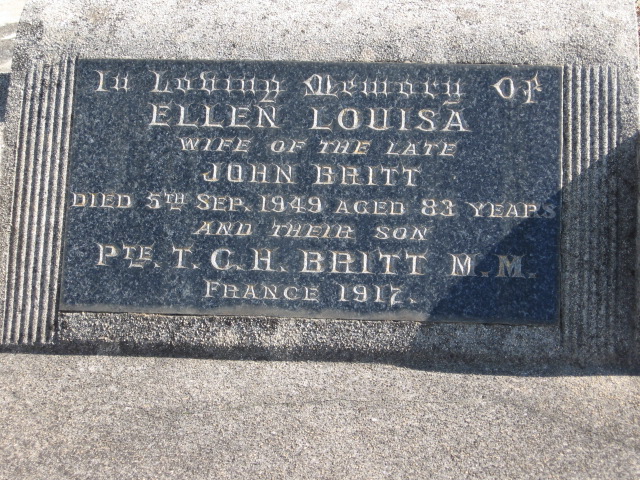 In Loving Memory Of
ELLEN LOUISA
WIFE OF THE LATE
JOHN BRITT
DIED 5TH SEP. 1949 AGED 83 YEARS
AND THEIR SON
PTE. T. C. H. BRITT M. M.
FRANCE 1917.